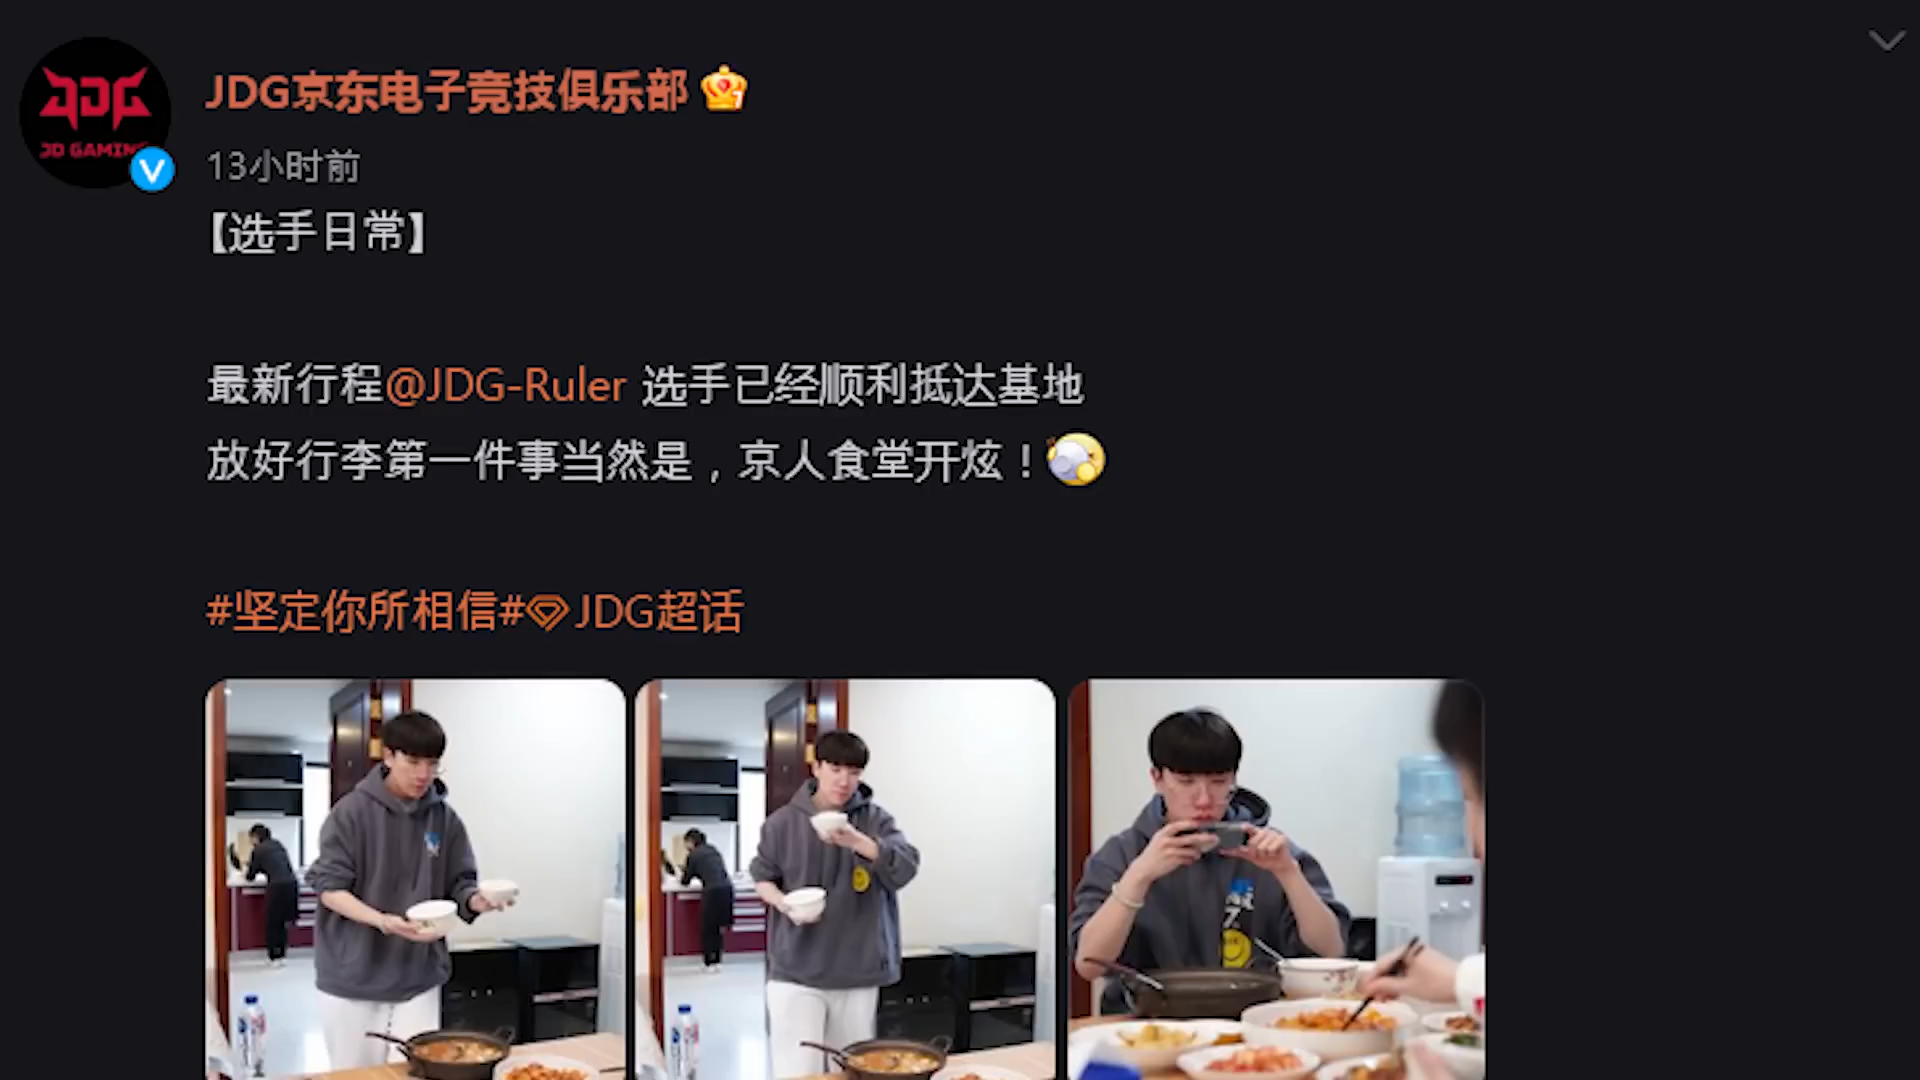 JDG京东电子竞技俱乐部
JDG
JD GAMING
13小时前
【选手日常】
最新行程@JDG-Ruler 选手已经顺利抵达基地
放好行李第一件事当然是，京人食堂开炫！
#坚定你所相信#JDG超话